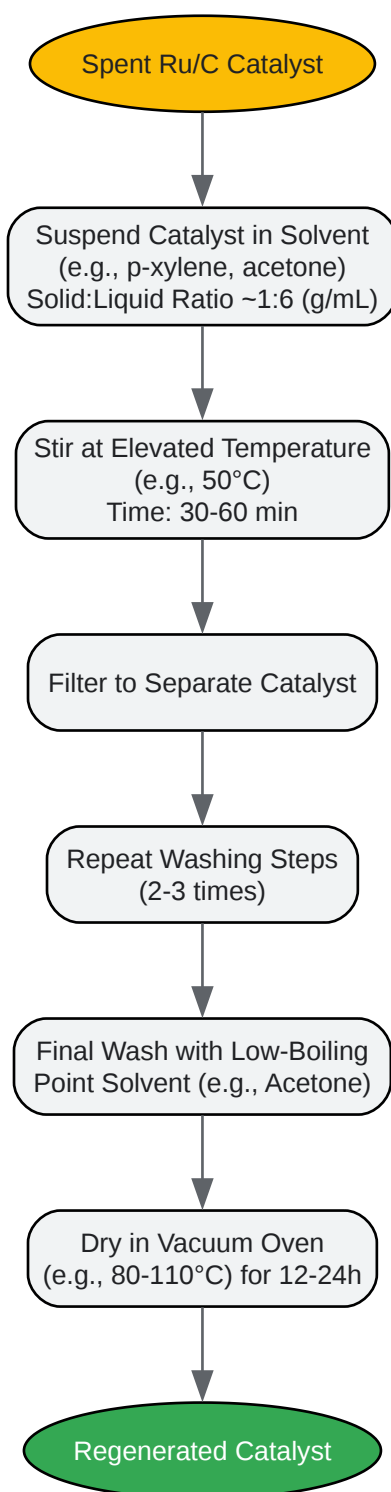 Spent Ru/C Catalyst
Suspend Catalyst in Solvent
(e.g., p-xylene, acetone)
Solid:Liquid Ratio ~1:6 (g/mL)
Stir at Elevated Temperature
(e.g., 50°C)
Time: 30-60 min
Filter to Separate Catalyst
Repeat Washing Steps
(2-3 times)
Final Wash with Low-Boiling
Point Solvent (e.g., Acetone)
Dry in Vacuum Oven
(e.g., 80-110°C) for 12-24h
Regenerated Catalyst